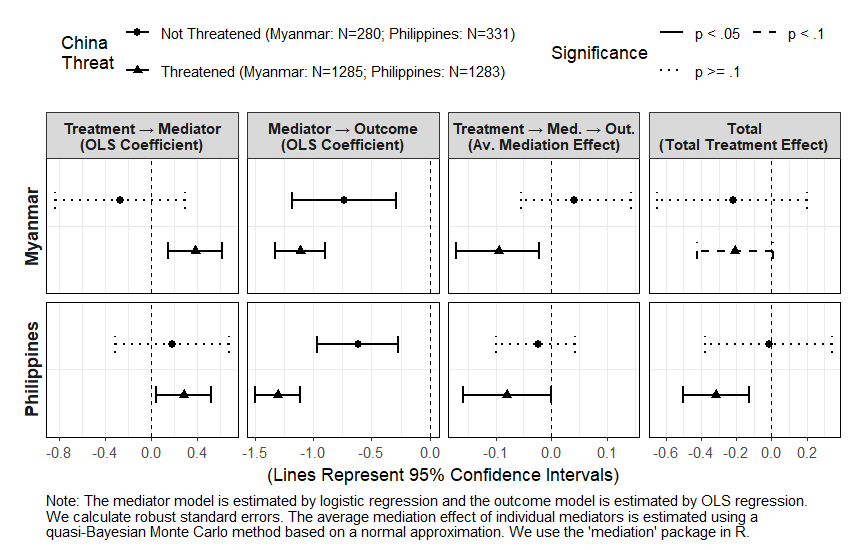 China
Threat
Not Threatened (Myanmar: N=280; Philippines: N=331)
Threatened (Myanmar: N=1285; Philippines: N=1283)
Significance
p < .05
p < .1
p >= .1
Treatment → Mediator
(OLS Coefficient)
Mediator → Outcome
(OLS Coefficient)
Treatment → Med. → Out.
(Av. Mediation Effect)
Total
(Total Treatment Effect)
Myanmar
Philippines
-0.8 -0.4 0.0 0.4
-1.5 -1.0 -0.5 0.0
-0.1 0.0 0.1
-0.6 -0.4 -0.2 0.0 0.2
(Lines Represent 95% Confidence Intervals)
Note: The mediator model is estimated by logistic regression and the outcome model is estimated by OLS regression.
We calculate robust standard errors. The average mediation effect of individual mediators is estimated using a
quasi-Bayesian Monte Carlo method based on a normal approximation. We use the 'mediation' package in R.